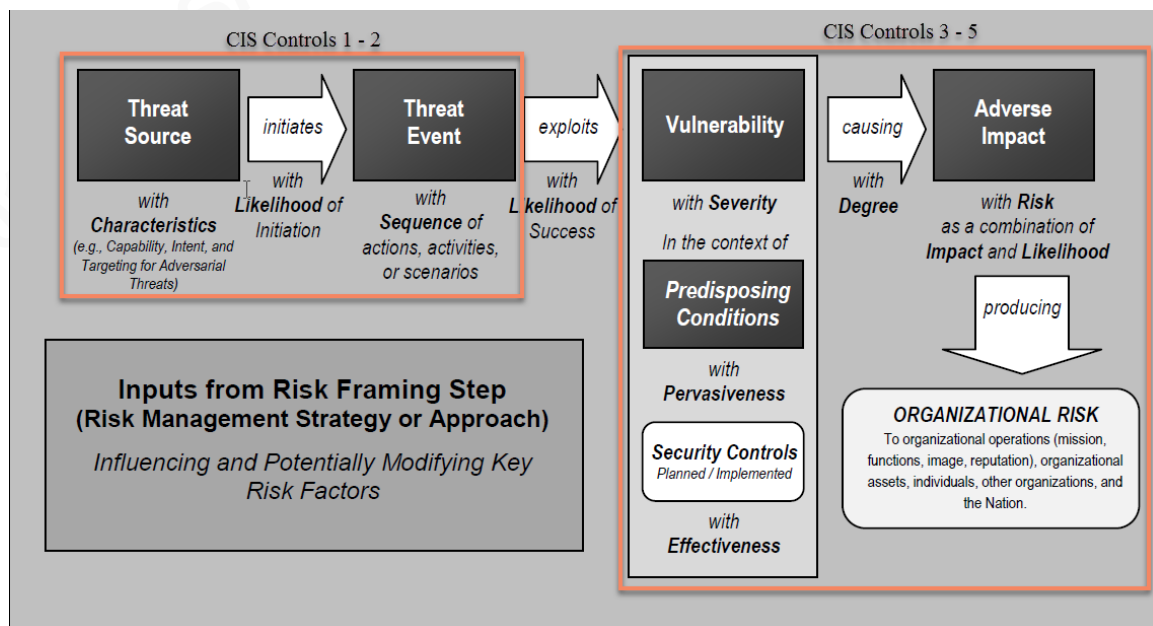 CIS Controls 1 - 2
CIS Controls 3 - 5
Threat
Source
initiates
Threat
Event
exploits
Vulnerability
causing
Adverse
Impact
with
Characteristics
(e.g., Capability, Intent, and
Targeting for Adversarial
Threats)
with
Likelihood of
Initiation
with
Sequence of
actions, activities,
or scenarios
with
Likelihood of
Success
with Severity
In the context of
Predisposing
Conditions
with
Pervasiveness
Security Controls
Planned / Implemented
with
Effectiveness
with
Degree
with Risk
as a combination of
Impact and Likelihood
producing
ORGANIZATIONAL RISK
To organizational operations (mission,
functions, image, reputation), organizational
assets, individuals, other organizations, and
the Nation.
Inputs from Risk Framing Step
(Risk Management Strategy or Approach)
Influencing and Potentially Modifying Key
Risk Factors